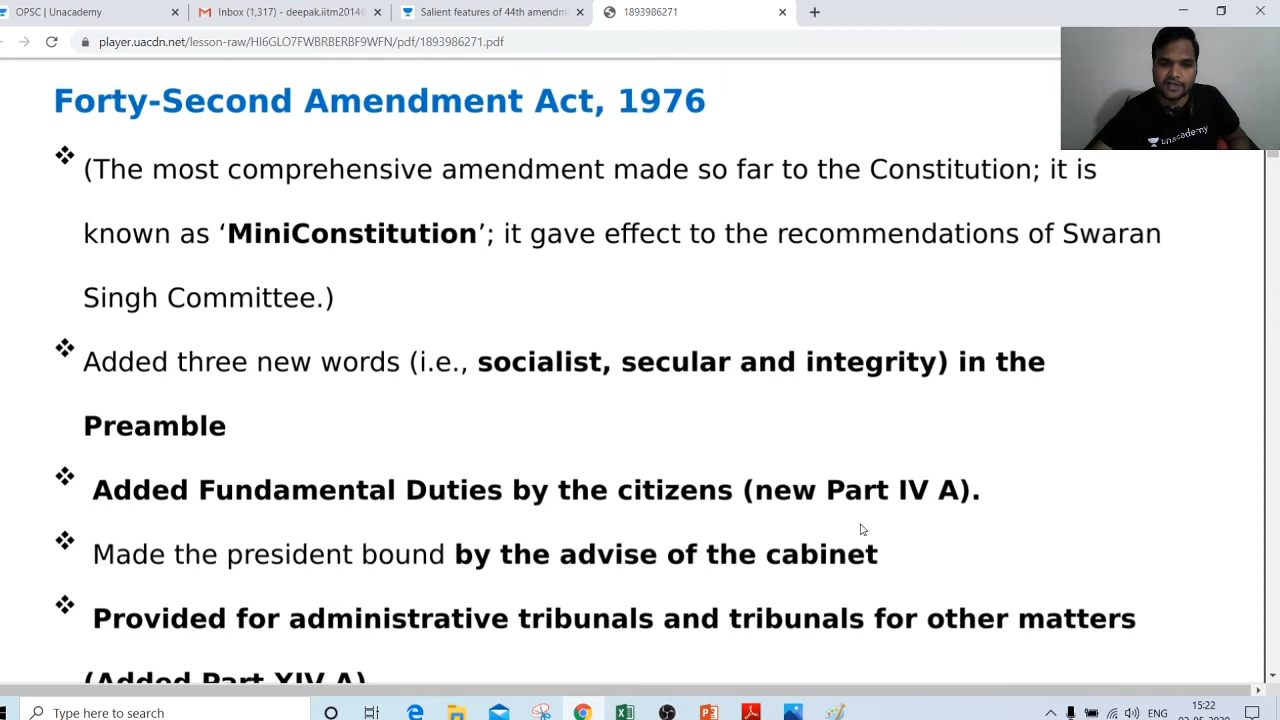 OPSC | Unacademy
Inbox (1,317) - deepak.iitm2014@
Salient features of 44th amendm
1893986271
player.uacdn.net/lesson-raw/HI6GLO7FWBRBERBF9WFN/pdf/1893986271.pdf
unacademy
Forty-Second Amendment Act, 1976
❖ (The most comprehensive amendment made so far to the Constitution; it is
known as ‘MiniConstitution’; it gave effect to the recommendations of Swaran
Singh Committee.)
❖ Added three new words (i.e., socialist, secular and integrity) in the
Preamble
❖ Added Fundamental Duties by the citizens (new Part IV A).
❖ Made the president bound by the advise of the cabinet
❖ Provided for administrative tribunals and tribunals for other matters
(Added Part XIV A)
Type here to search
ENG
15:22